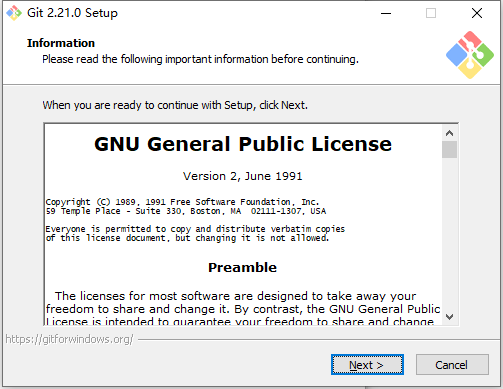 Git 2.21.0 Setup
Information
Please read the following important information before continuing.
When you are ready to continue with Setup, click Next.
GNU General Public License
Version 2, June 1991
Copyright (C) 1989, 1991 Free Software Foundation, Inc.
59 Temple Place - Suite 330, Boston, MA  02111-1307, USA
Everyone is permitted to copy and distribute verbatim copies
of this license document, but changing it is not allowed.
Preamble
The licenses for most software are designed to take away your
freedom to share and change it. By contrast, the GNU General Public
License is intended to guarantee your freedom to share and change
https://gitforwindows.org/
Next >
Cancel